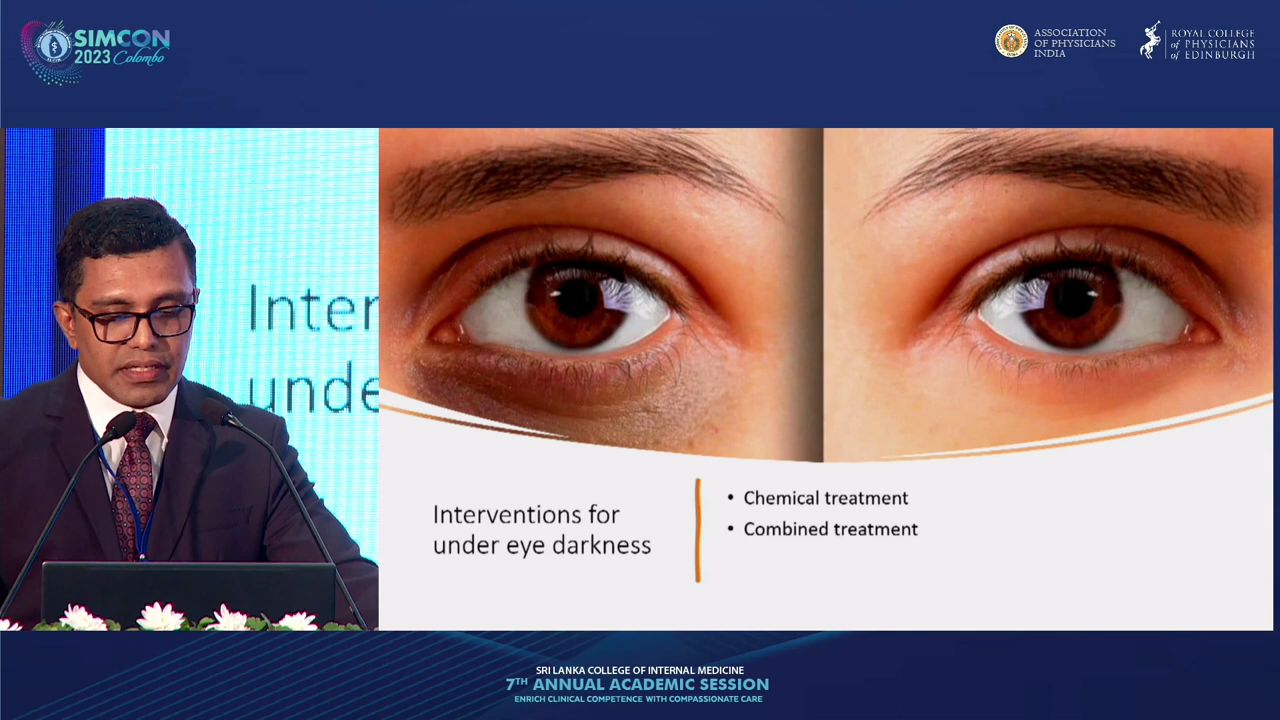 SIMCON
2023 Colombo
ASSOCIATION
OF PHYSICIANS
INDIA
ROYAL COLLEGE
of PHYSICIANS
of EDINBURGH
Inter
unde
Interventions for
under eye darkness
• Chemical treatment
• Combined treatment
SRI LANKA COLLEGE OF INTERNAL MEDICINE
7TH ANNUAL ACADEMIC SESSION
ENRICH CLINICAL COMPETENCE WITH COMPASSIONATE CARE